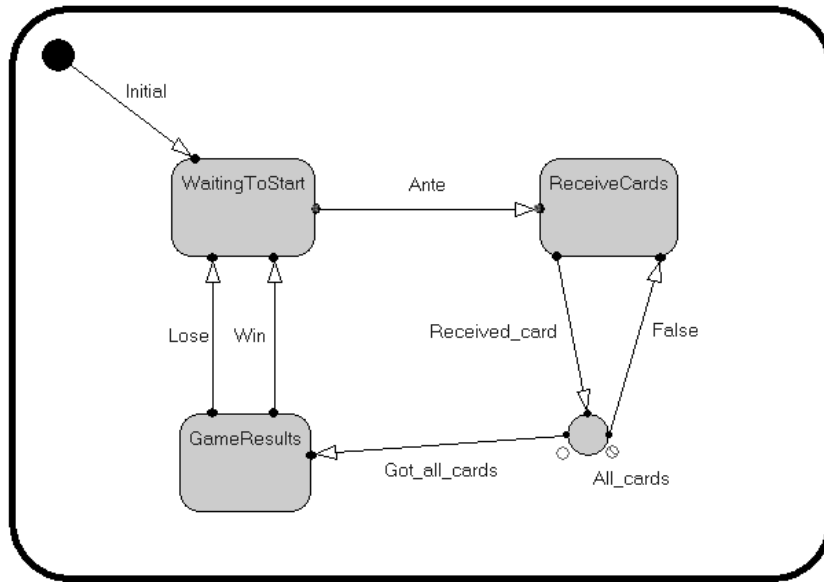 Initial
WaitingToStart
Ante
ReceiveCards
Lose
Win
Received_card
False
GameResults
Got_all_cards
All_cards